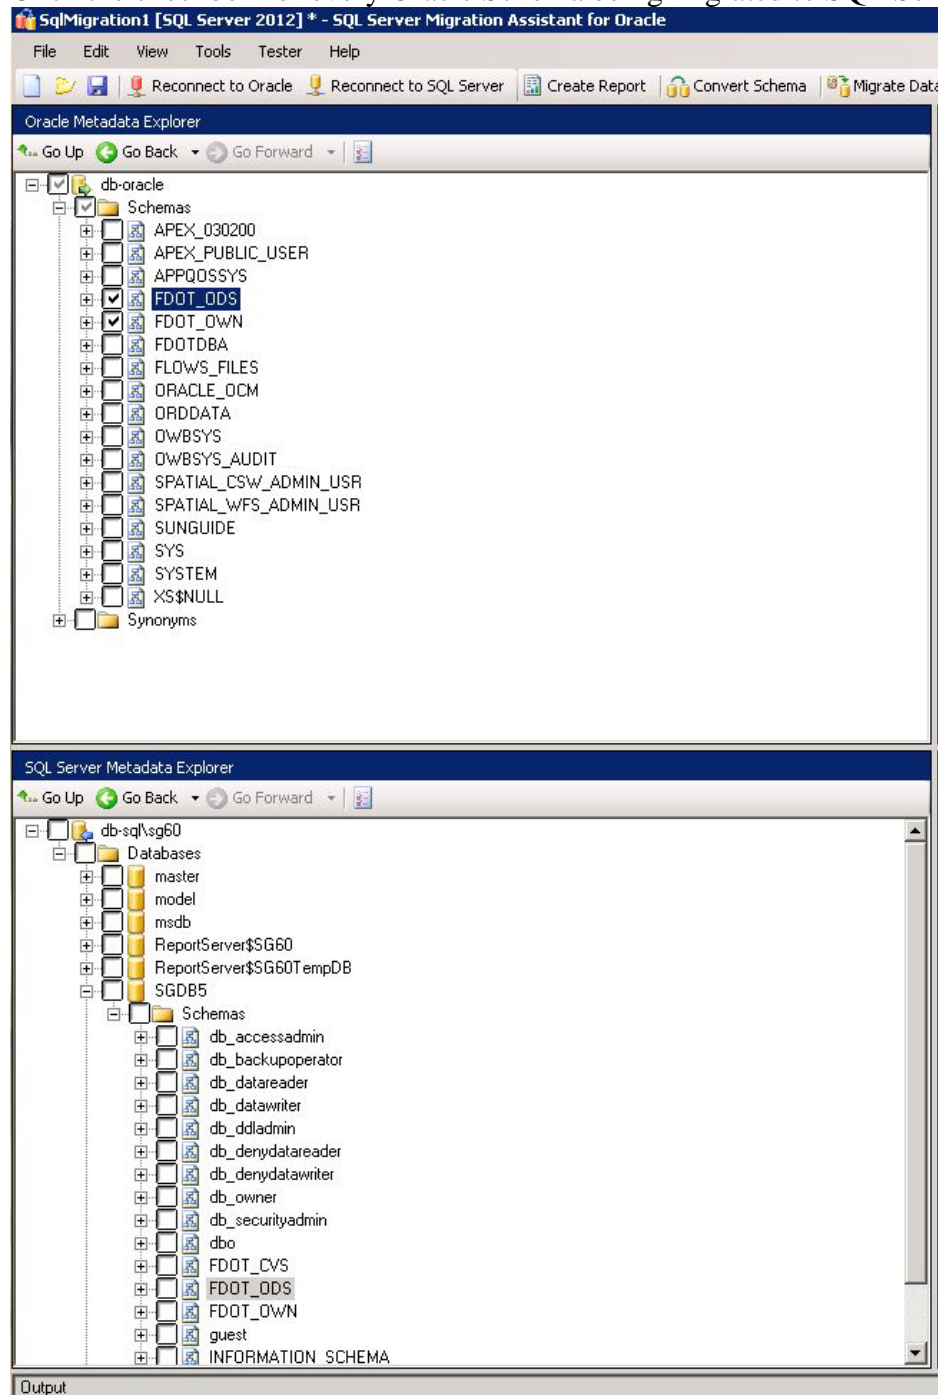 SqlMigration1 [SQL Server 2012] * - SQL Server Migration Assistant for Oracle
File Edit View Tools Tester Help
Reconnect to Oracle Reconnect to SQL Server Create Report Convert Schema Migrate Data
Oracle Metadata Explorer
Go Up Go Back Go Forward
db-oracle
Schemas
APEX_030200
APEX_PUBLIC_USER
APPQOSSYS
FDOT_ODS
FDOT_OWN
FDOTDBA
FLOWS_FILES
ORACLE_OCM
ORDDATA
OWBSYS
OWBSYS_AUDIT
SPATIAL_CSW_ADMIN_USR
SPATIAL_WFS_ADMIN_USR
SUNGUIDE
SYS
SYSTEM
XS$NULL
Synonyms
SQL Server Metadata Explorer
Go Up Go Back Go Forward
db-sql\sg60
Databases
master
model
msdb
ReportServer$SG60
ReportServer$SG60TempDB
SGDB5
Schemas
db_accessadmin
db_backupoperator
db_datareader
db_datawriter
db_ddladmin
db_denydatareader
db_denydatawriter
db_owner
db_securityadmin
dbo
FDOT_CVS
FDOT_ODS
FDOT_OWN
guest
INFORMATION_SCHEMA
Output